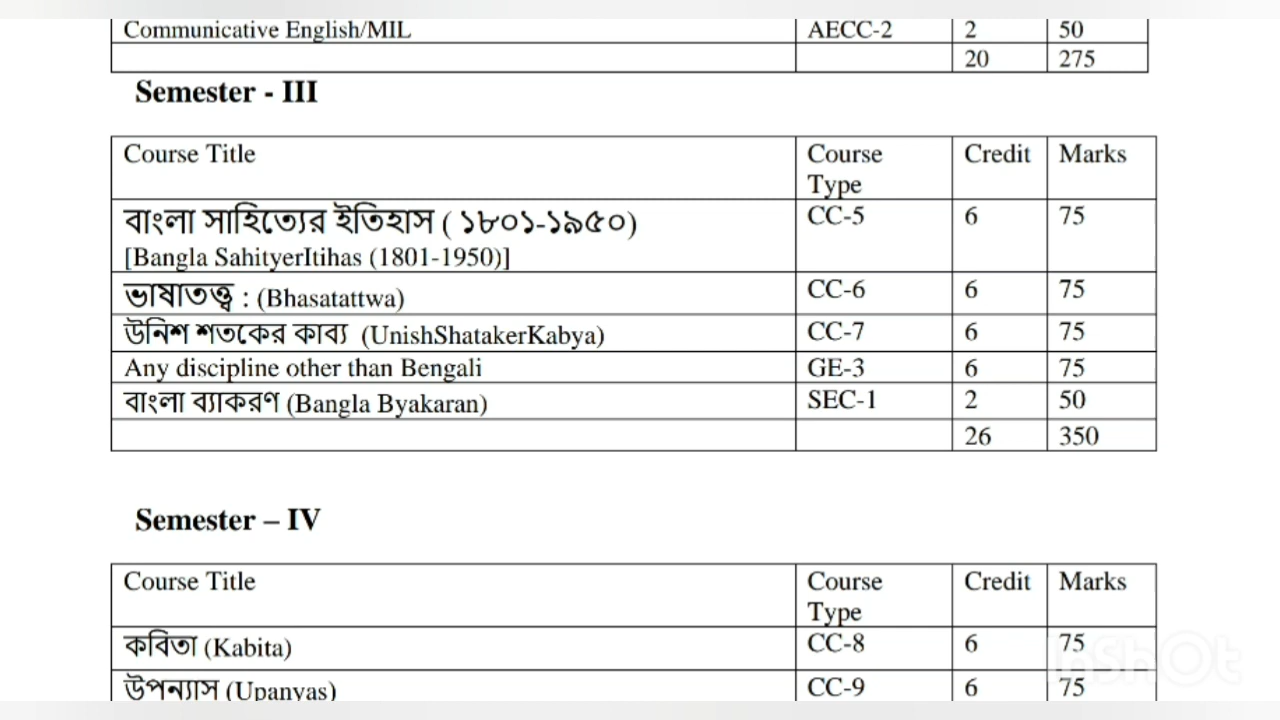 Communicative English/MIL AECC-2 2 50
20 275
Semester - III
Course Title Course Type Credit Marks
বাংলা সাহিত্যের ইতিহাস ( ১৮০১-১৯৫০) CC-5 6 75
[Bangla SahityerItihas (1801-1950)]
ভাষাতত্ত্ব : (Bhasatattwa) CC-6 6 75
উনিশ শতকের কাব্য (UnishShatakerKabya) CC-7 6 75
Any discipline other than Bengali GE-3 6 75
বাংলা ব্যাকরণ (Bangla Byakaran) SEC-1 2 50
26 350
Semester – IV
Course Title Course Type Credit Marks
কবিতা (Kabita) CC-8 6 75
উপন্যাস (Upanyas) CC-9 6 75
InShOt